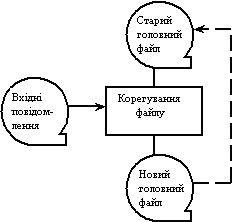 Старий
головний
файл
Вхідні
повідом-
лення
Корегування
файлу
Новий
головний
файл